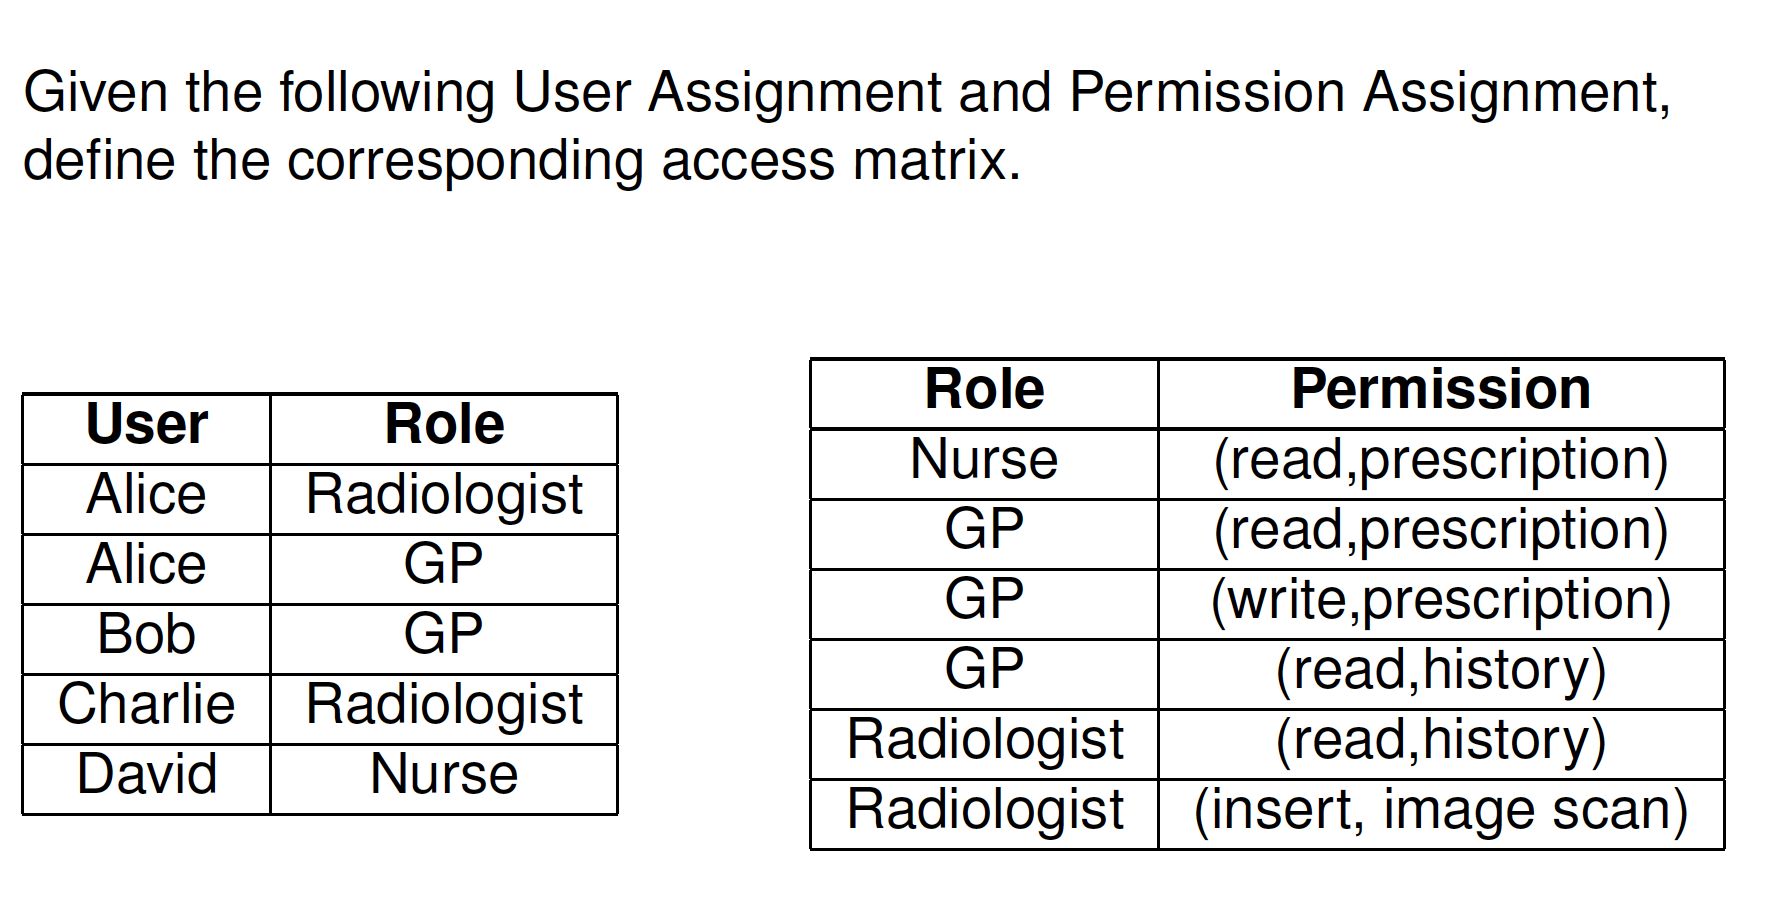 Given the following User Assignment and Permission Assignment,
define the corresponding access matrix.
User Role
Alice Radiologist
Alice GP
Bob GP
Charlie Radiologist
David Nurse
Role Permission
Nurse (read,prescription)
GP (read,prescription)
GP (write,prescription)
GP (read,history)
Radiologist (read,history)
Radiologist (insert, image scan)